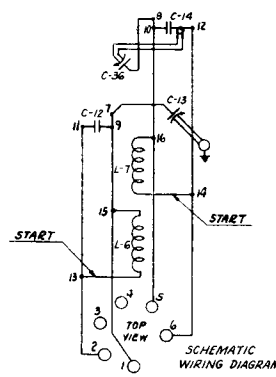 8
C-14
10
12
C-36
C-12
7
C-13
11
9
16
L-7
14
15
START
START
L-6
13
4
5
3
TOP
VIEW
6
2
1
SCHEMATIC
WIRING DIAGRAM